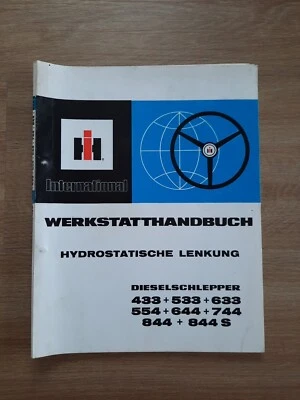 IH
International
WERKSTATTHANDBUCH
HYDROSTATISCHE LENKUNG
DIESELSCHLEPPER
433 + 533 + 633
554 + 644 + 744
844 + 844 S